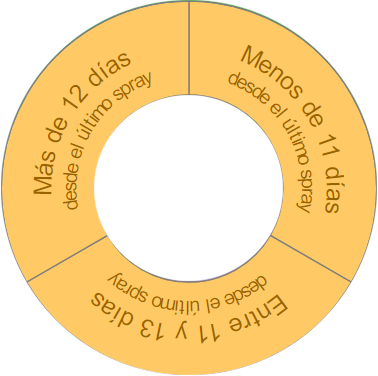 Más de 12 días
desde el último spray
Menos de 11 días
desde el último spray
Entre 11 y 13 días
desde el último spray